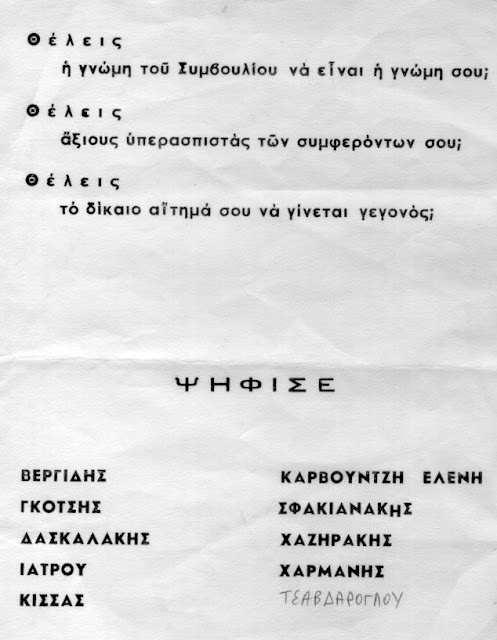 Θέλεις
ἡ γνώμη τοῦ Συμβουλίου νὰ εἶναι ἡ γνώμη σου;
Θέλεις
ἄξιους ὑπερασπιστὰς τῶν συμφερόντων σου;
Θέλεις
τὸ δίκαιο αἴτημά σου νὰ γίνεται γεγονός;
ΨΗΦΙΣΕ
ΒΕΡΓΙΔΗΣ
ΓΚΟΤΣΗΣ
ΔΑΣΚΑΛΑΚΗΣ
ΙΑΤΡΟΥ
ΚΙΣΣΑΣ
ΚΑΡΒΟΥΝΤΖΗ ΕΛΕΝΗ
ΣΦΑΚΙΑΝΑΚΗΣ
ΧΑΖΗΡΑΚΗΣ
ΧΑΡΜΑΝΗΣ
ΤΣΑΒΔΑΡΟΓΛΟΥ